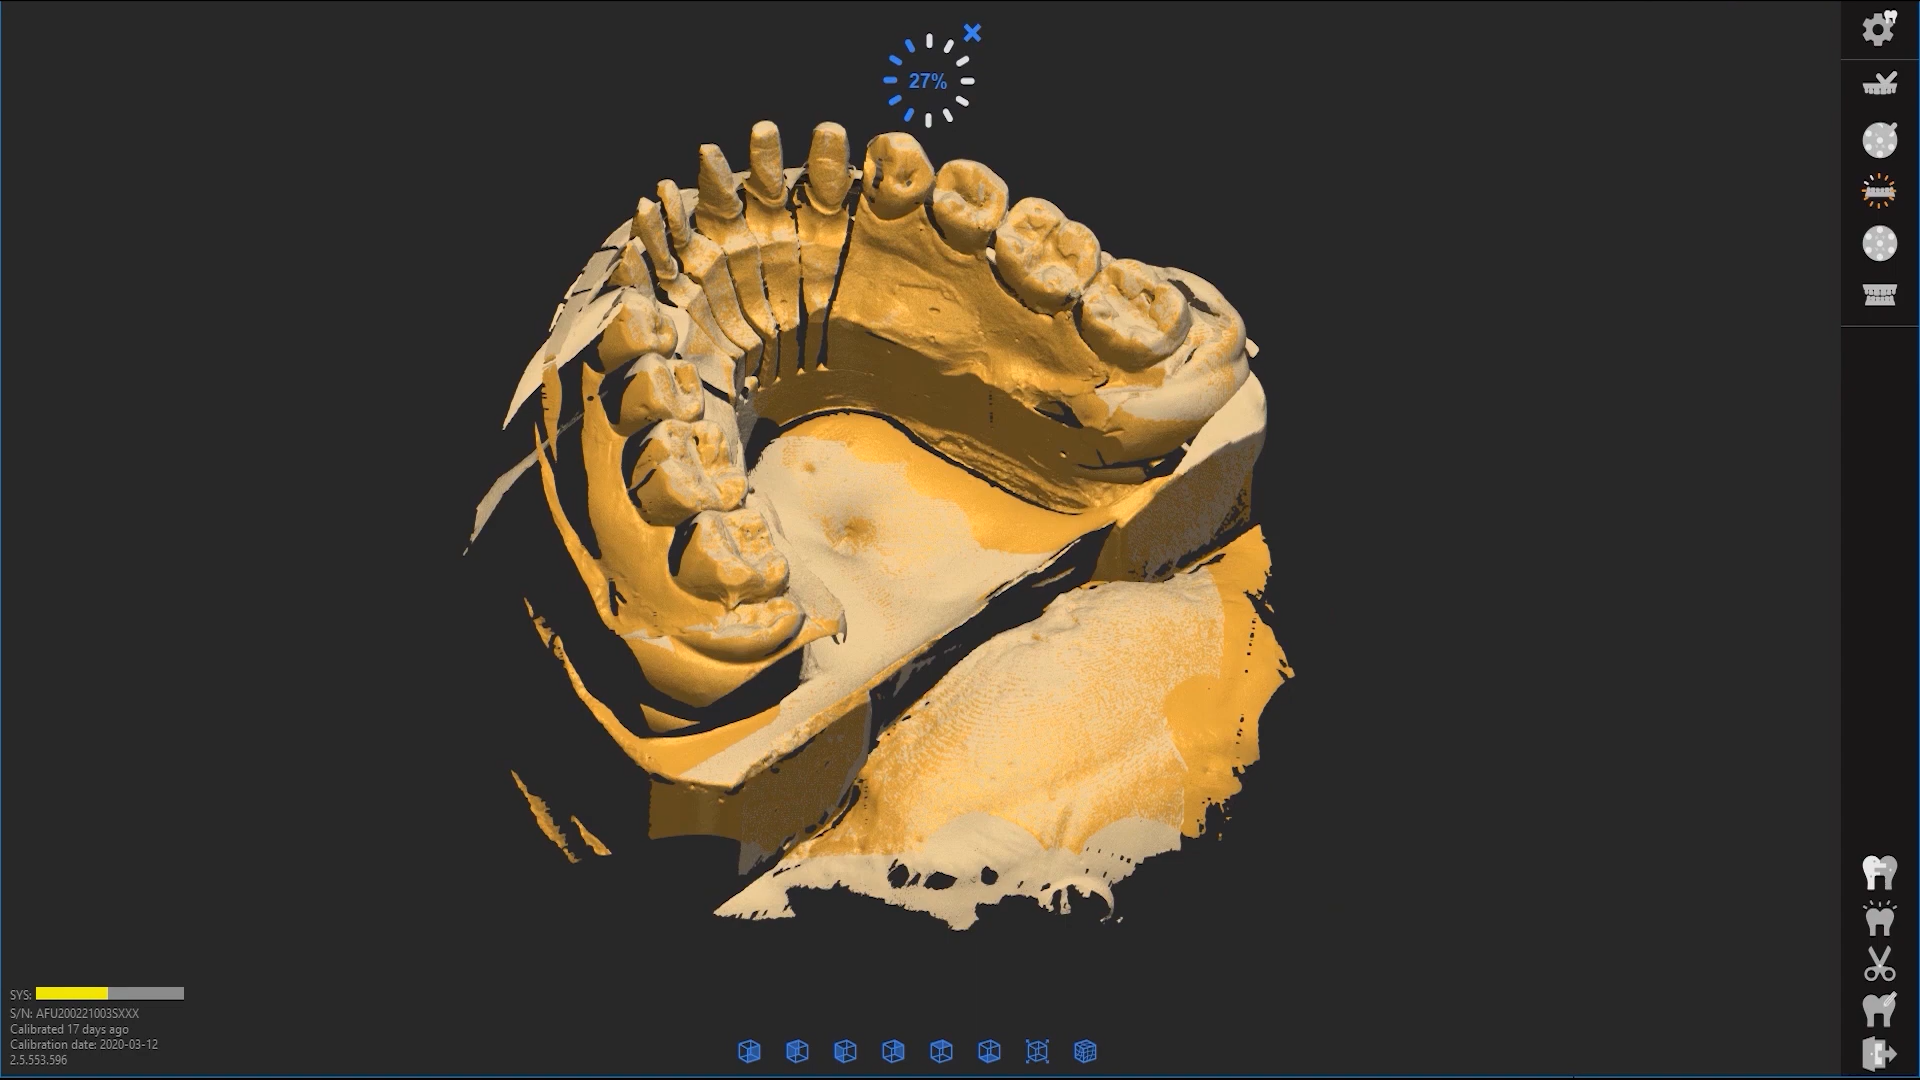 27%
SYS:
S/N: AFU200221003SXXX
Calibrated 17 days ago
Calibration date: 2020-03-12
2.5.553.596